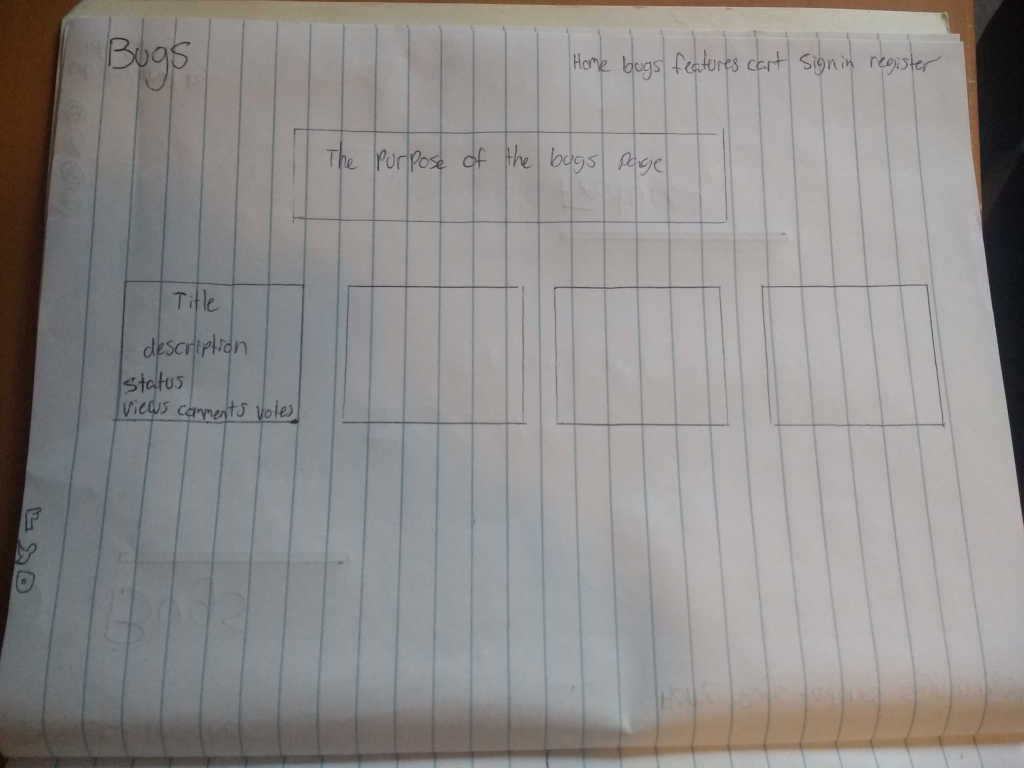 Bugs
Home bugs features cart Signin register
The purpose of the bugs page
Title
description
status
views comments votes